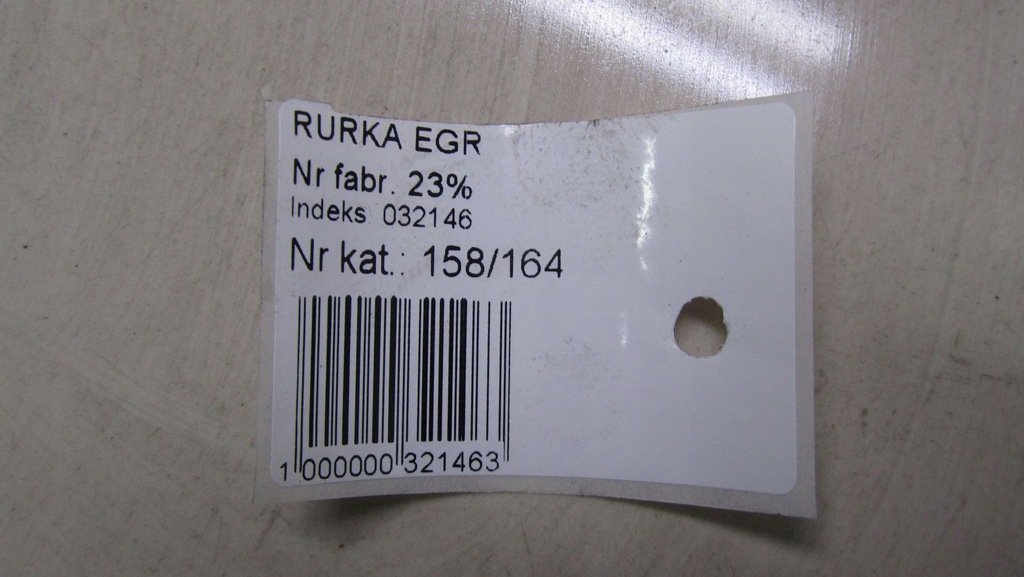 RURKA EGR
Nr fabr. 23%
Indeks: 032146
Nr kat.: 158/164
1 000000 321463